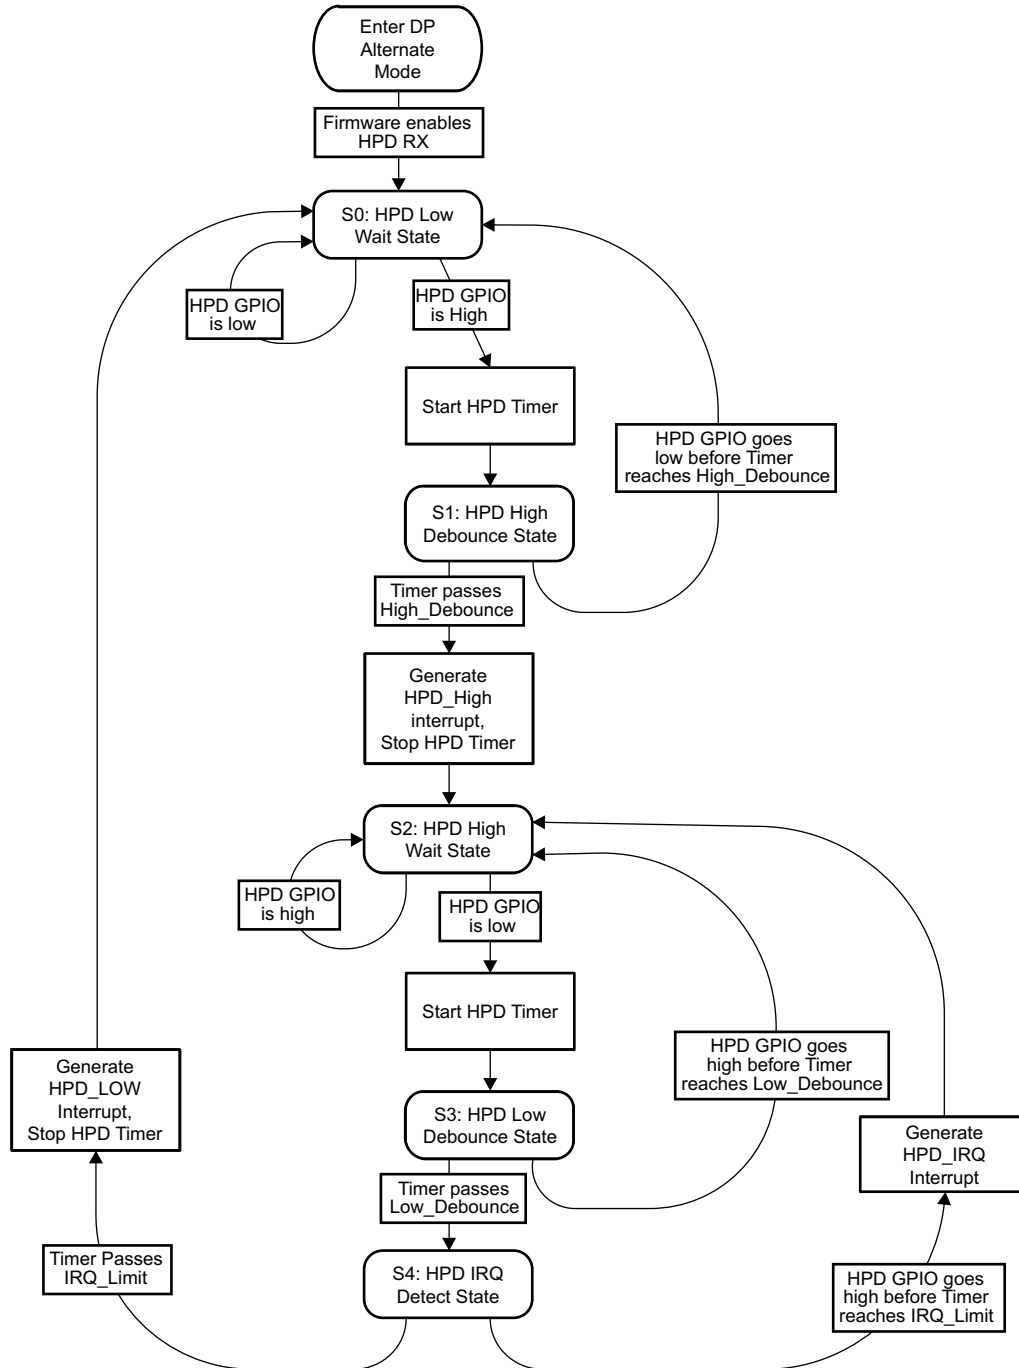 Enter DP
Alternate
Mode
Firmware enables
HPD RX
S0: HPD Low
Wait State
HPD GPIO
is low
HPD GPIO
is High
Start HPD Timer
HPD GPIO goes
low before Timer
reaches High_Debounce
S1: HPD High
Debounce State
Timer passes
High_Debounce
Generate
HPD_High
interrupt,
Stop HPD Timer
S2: HPD High
Wait State
HPD GPIO
is high
HPD GPIO
is low
Start HPD Timer
HPD GPIO goes
high before Timer
reaches Low_Debounce
Generate
HPD_LOW
Interrupt,
Stop HPD Timer
S3: HPD Low
Debounce State
Generate
HPD_IRQ
Interrupt
Timer passes
Low_Debounce
Timer Passes
IRQ_Limit
S4: HPD IRQ
Detect State
HPD GPIO goes
high before Timer
reaches IRQ_Limit